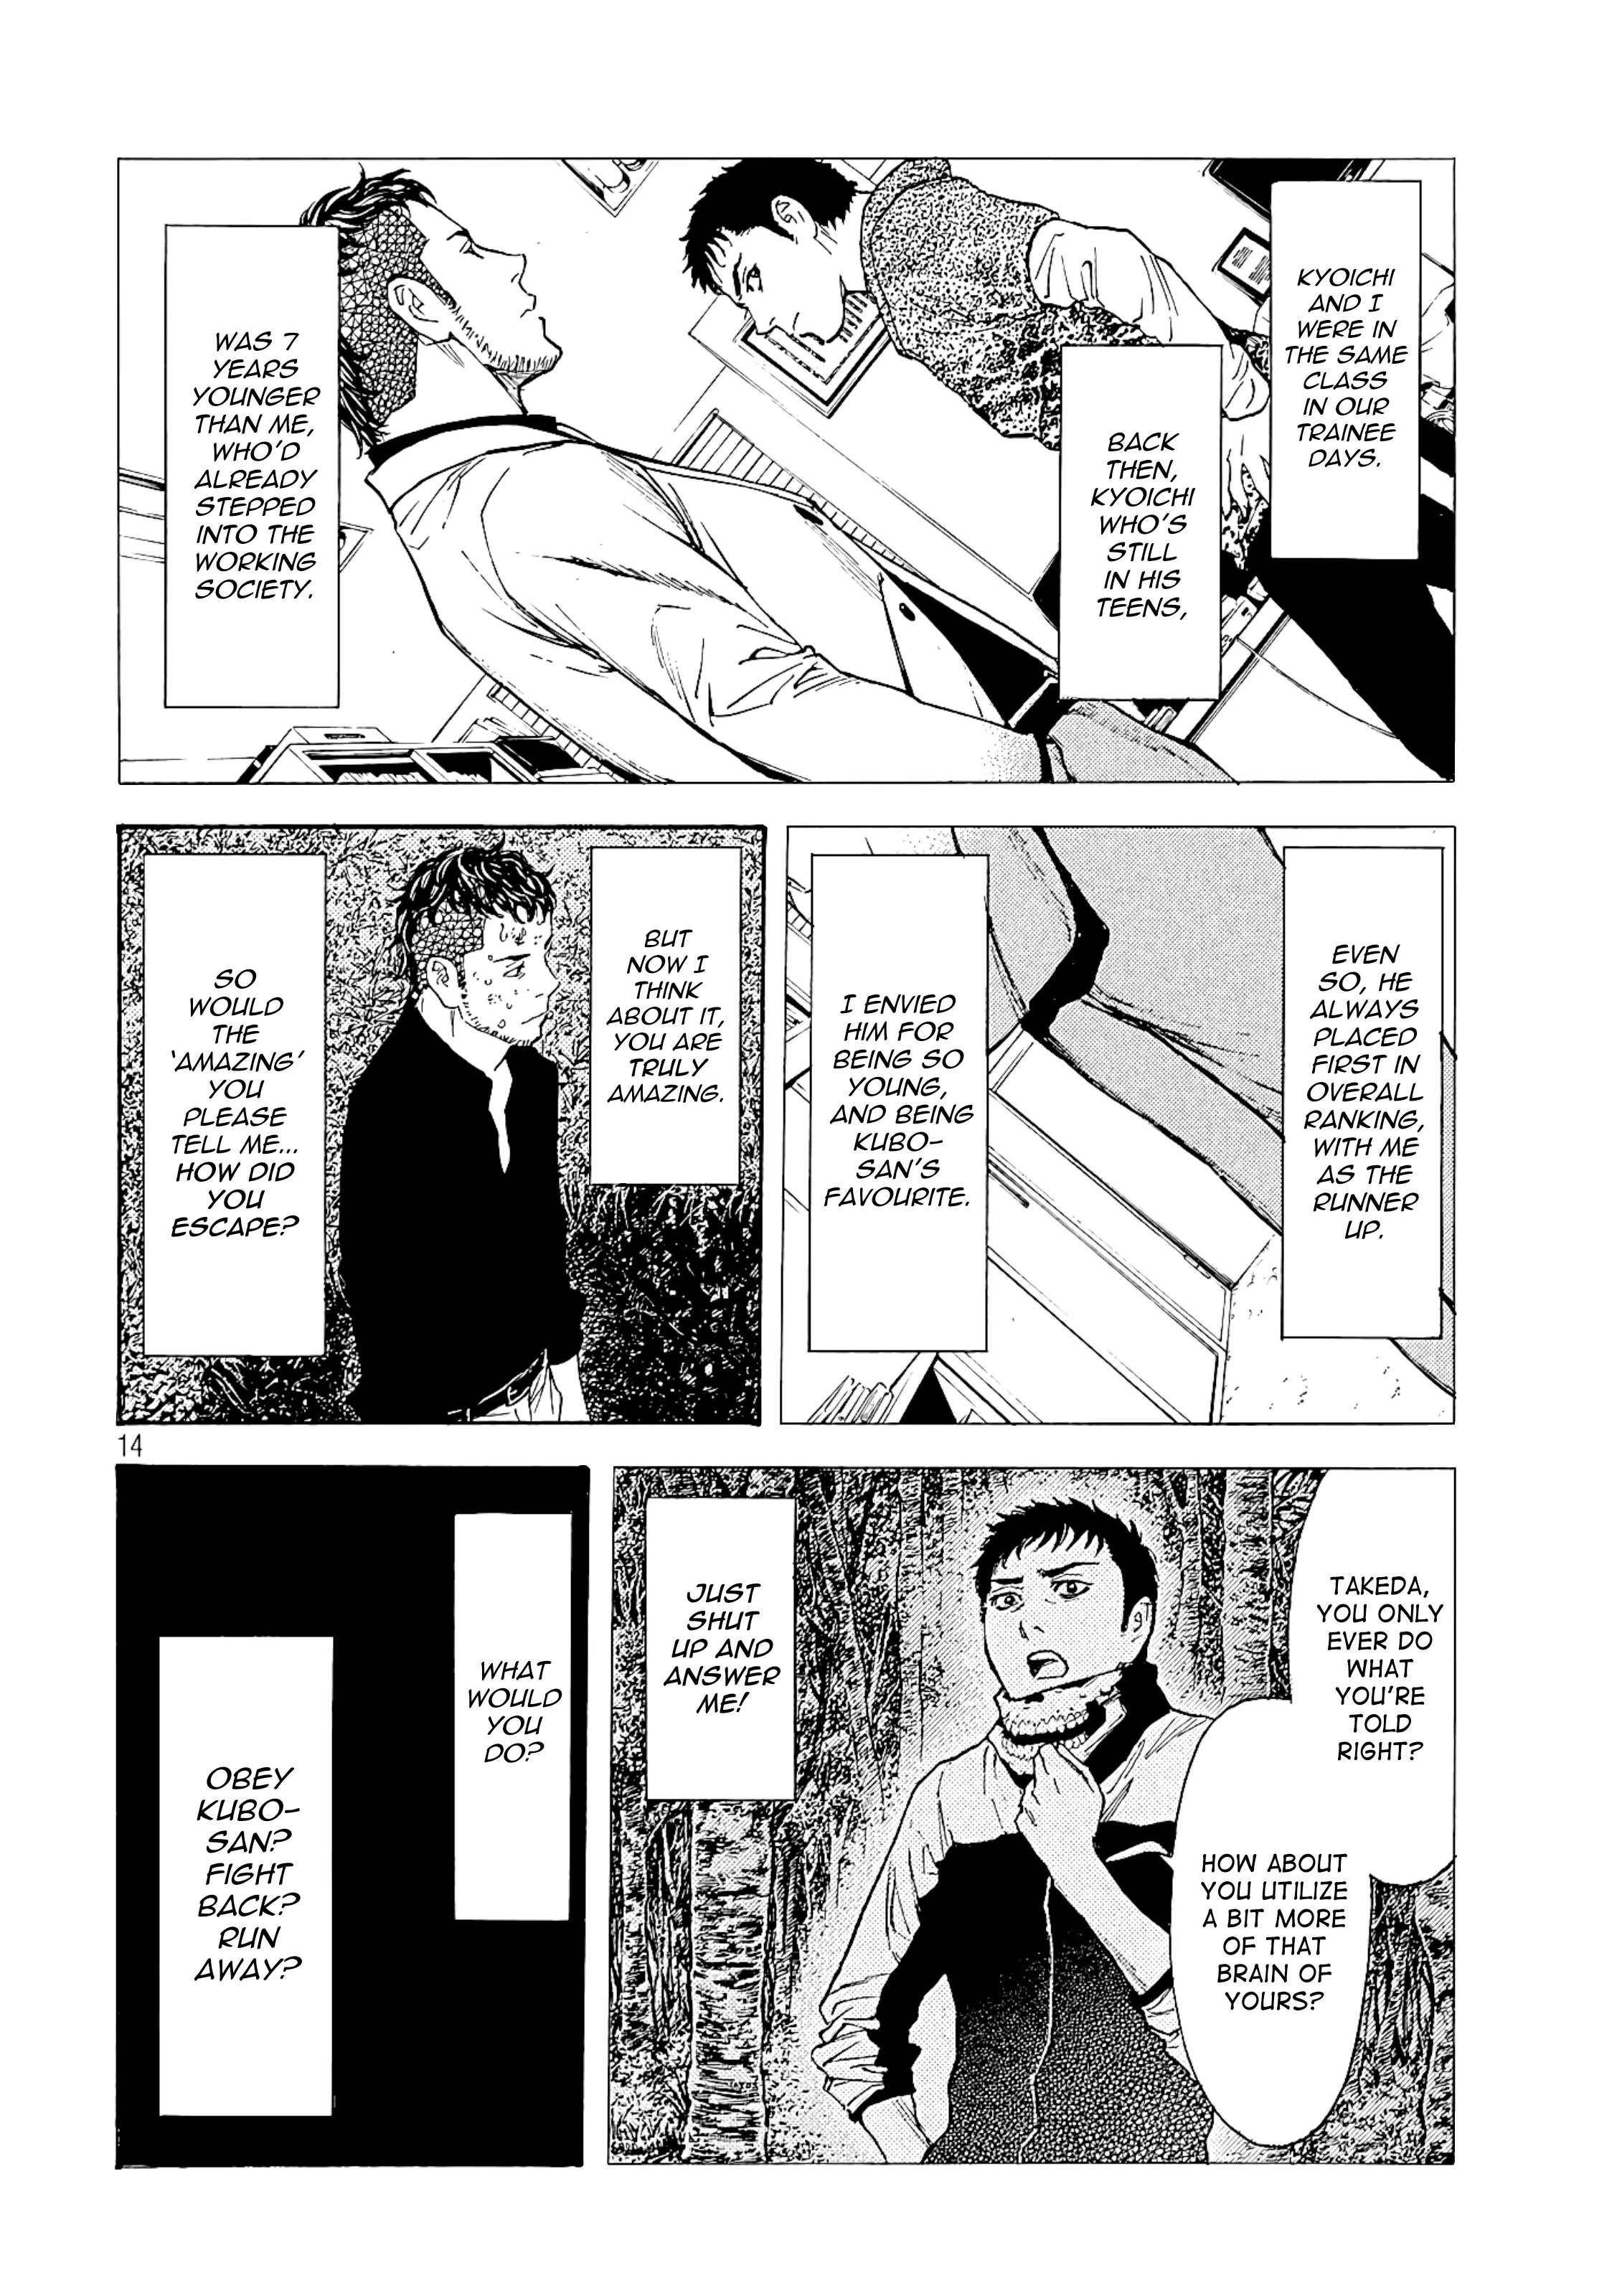 KYOICHI
AND I
WERE IN
THE SAME
CLASS
IN OUR
TRAINEE
DAYS.
BACK
THEN,
KYOICHI
WHO'S
STILL
IN HIS
TEENS,
WAS 7
YEARS
YOUNGER
THAN ME,
WHO'D
ALREADY
STEPPED
INTO THE
WORKING
SOCIETY.
EVEN
SO, HE
ALWAYS
PLACED
FIRST IN
OVERALL
RANKING,
WITH ME
AS THE
RUNNER
UP.
I ENVIED
HIM FOR
BEING SO
YOUNG,
AND BEING
KUBO-
SAN'S
FAVOURITE.
BUT
NOW I
THINK
ABOUT IT,
YOU ARE
TRULY
AMAZING.
SO
WOULD
THE
'AMAZING'
YOU
PLEASE
TELL ME...
HOW DID
YOU
ESCAPE?
14
TAKEDA,
YOU ONLY
EVER DO
WHAT
YOU'RE
TOLD
RIGHT?
HOW ABOUT
YOU UTILIZE
A BIT MORE
OF THAT
BRAIN OF
YOURS?
JUST
SHUT
UP AND
ANSWER
ME!
WHAT
WOULD
YOU
DO?
OBEY
KUBO-
SAN?
FIGHT
BACK?
RUN
AWAY?